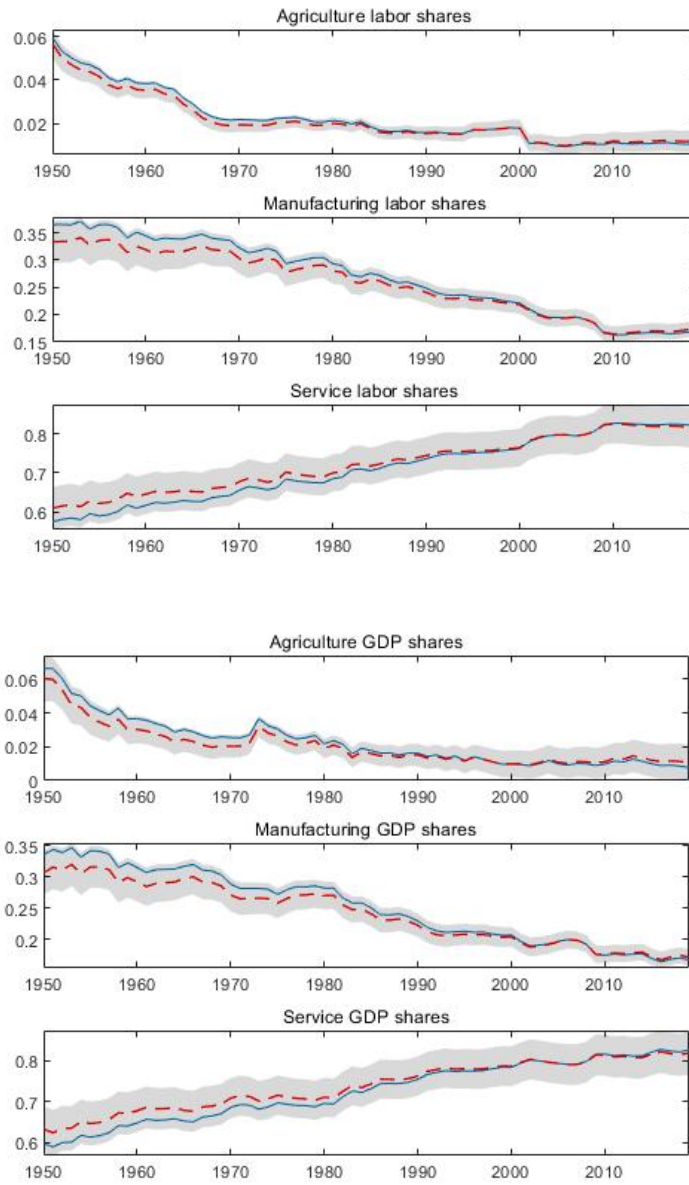 Agriculture labor shares
0.06
0.04
0.02
1950 1960 1970 1980 1990 2000 2010
Manufacturing labor shares
0.35
0.3
0.25
0.2
0.15
1950 1960 1970 1980 1990 2000 2010
Service labor shares
0.8
0.7
0.6
1950 1960 1970 1980 1990 2000 2010
Agriculture GDP shares
0.06
0.04
0.02
0
1950 1960 1970 1980 1990 2000 2010
Manufacturing GDP shares
0.35
0.3
0.25
0.2
1950 1960 1970 1980 1990 2000 2010
Service GDP shares
0.8
0.7
0.6
1950 1960 1970 1980 1990 2000 2010